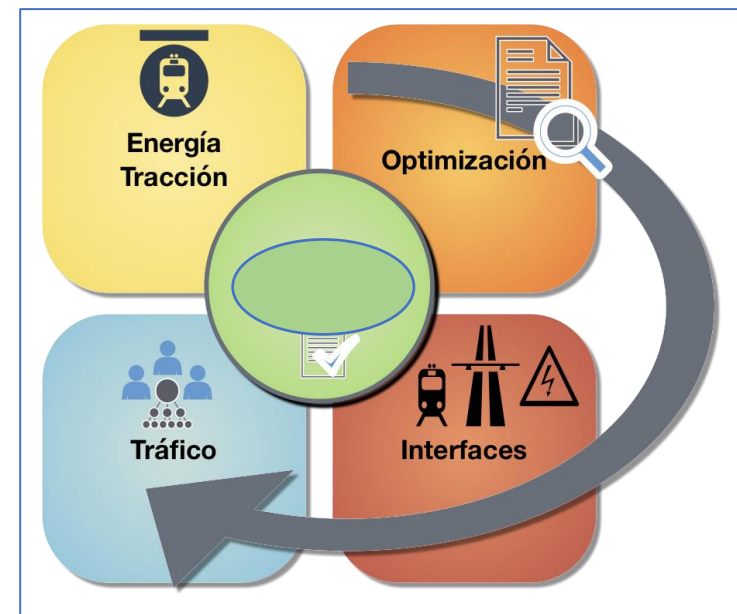 Energía
Tracción
Optimización
Tráfico
Interfaces